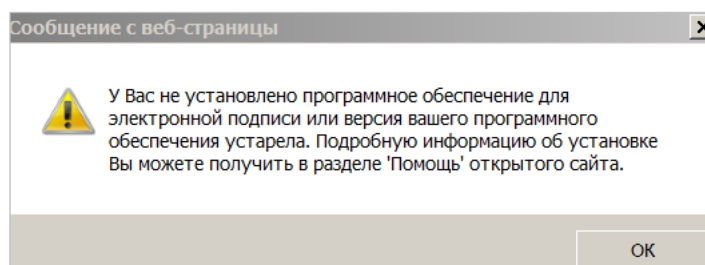 Сообщение с веб-страницы
У Вас не установлено программное обеспечение для
электронной подписи или версия вашего программного
обеспечения устарела. Подробную информацию об установке
Вы можете получить в разделе 'Помощь' открытого сайта.
ОК